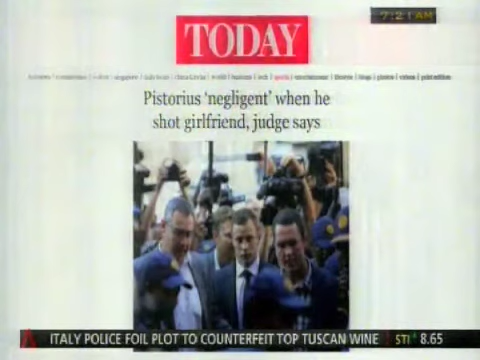 7:21 AM
TODAY
Pistorius 'negligent' when he
shot girlfriend, judge says
ITALY POLICE FOIL PLOT TO COUNTERFEIT TOP TUSCAN WINE STI 8.65